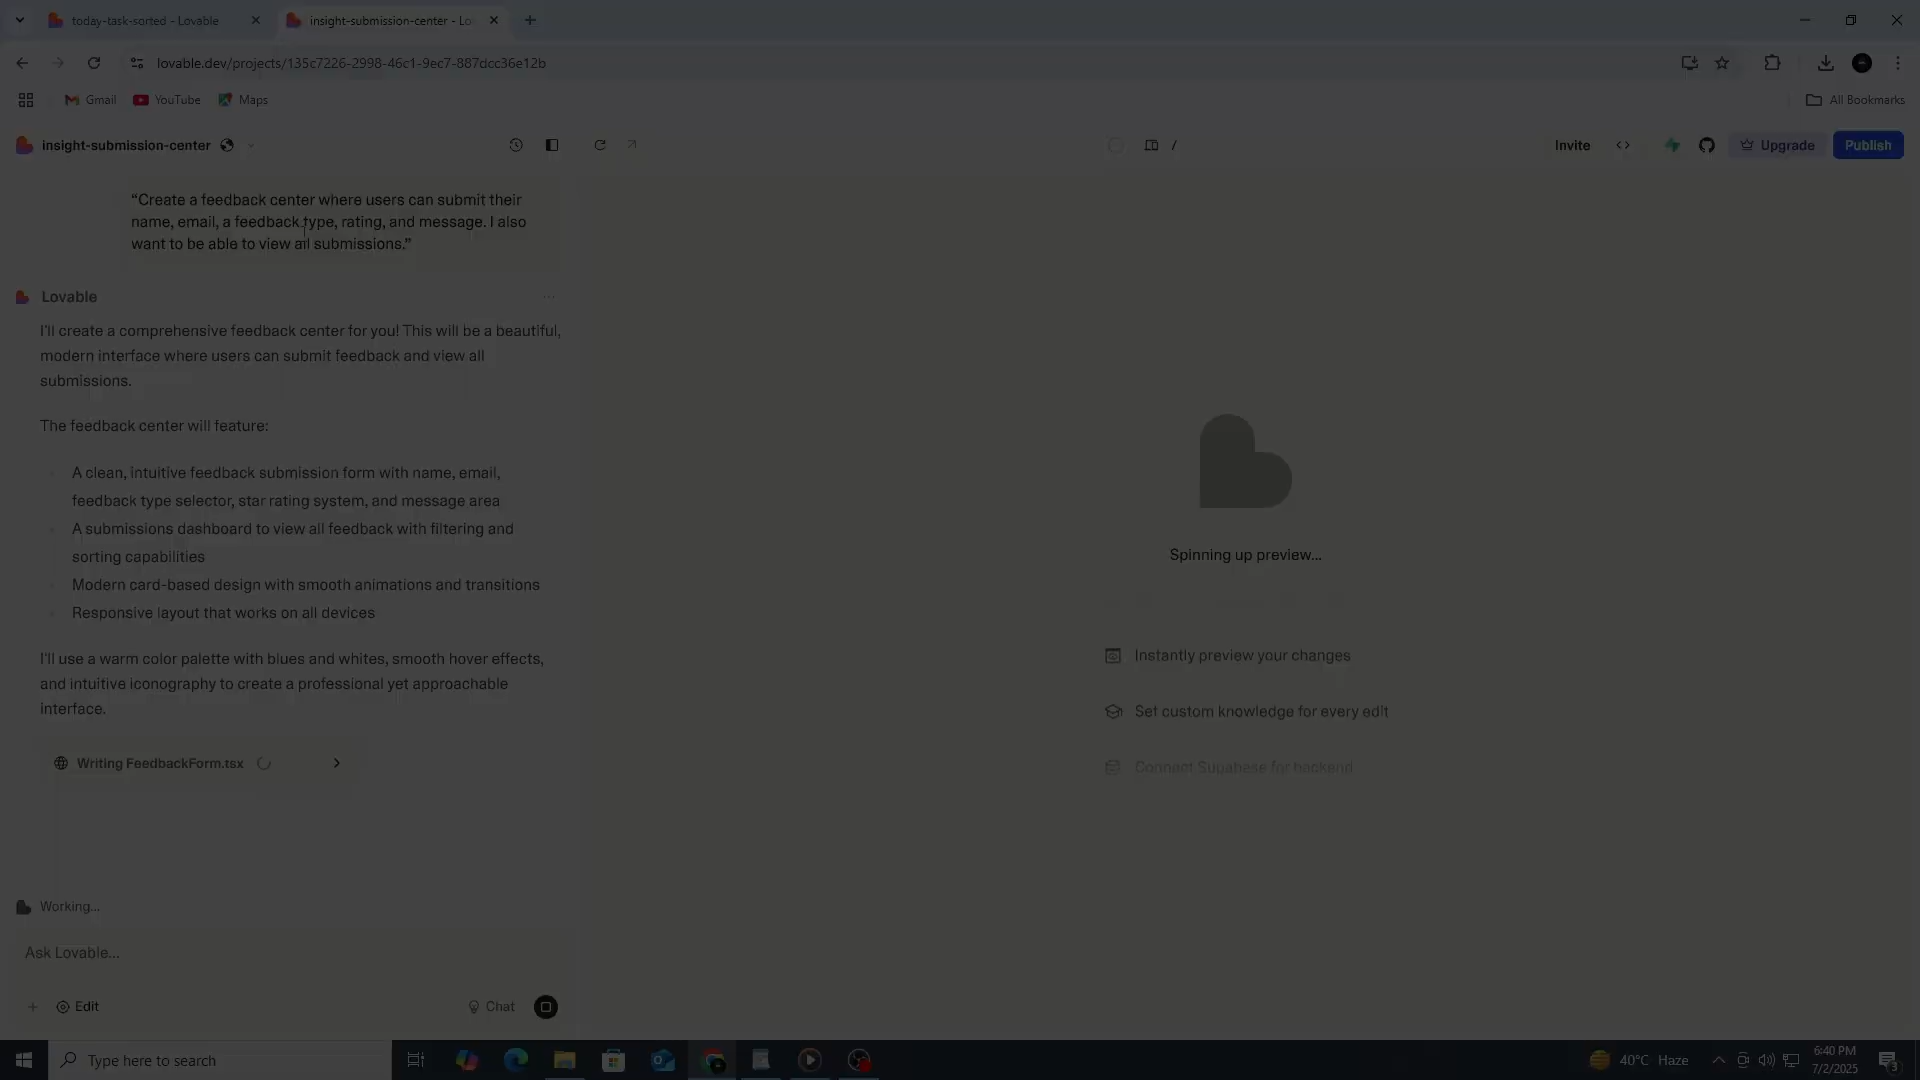 today-task-sorted - Lovable
insight-submission-center - Lo
lovable.dev/projects/135c7226-2998-46c1-9ec7-887dcc36e12b
Gmail
YouTube
Maps
All Bookmarks
insight-submission-center
/
Invite
Upgrade
Publish
“Create a feedback center where users can submit their
name, email, a feedback type, rating, and message. I also
want to be able to view all submissions.”
Lovable
I'll create a comprehensive feedback center for you! This will be a beautiful,
modern interface where users can submit feedback and view all
submissions.
The feedback center will feature:
A clean, intuitive feedback submission form with name, email,
feedback type selector, star rating system, and message area
A submissions dashboard to view all feedback with filtering and
sorting capabilities
Modern card-based design with smooth animations and transitions
Responsive layout that works on all devices
I'll use a warm color palette with blues and whites, smooth hover effects,
and intuitive iconography to create a professional yet approachable
interface.
Writing FeedbackForm.tsx
Working...
Ask Lovable...
Edit
Chat
Spinning up preview...
Instantly preview your changes
Set custom knowledge for every edit
Connect Supabase for backend
Type here to search
40°C Haze
6:40 PM
7/2/2025
3